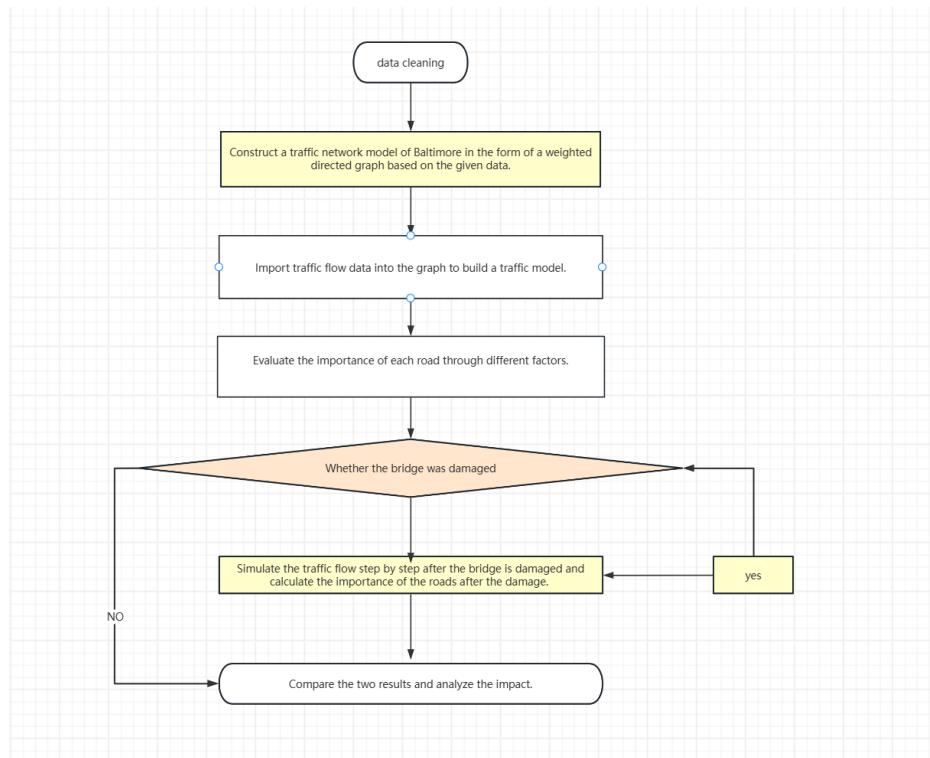 data cleaning
Construct a traffic network model of Baltimore in the form of a weighted
directed graph based on the given data.
Import traffic flow data into the graph to build a traffic model.
Evaluate the importance of each road through different factors.
Whether the bridge was damaged
Simulate the traffic flow step by step after the bridge is damaged and
calculate the importance of the roads after the damage.
yes
NO
Compare the two results and analyze the impact.